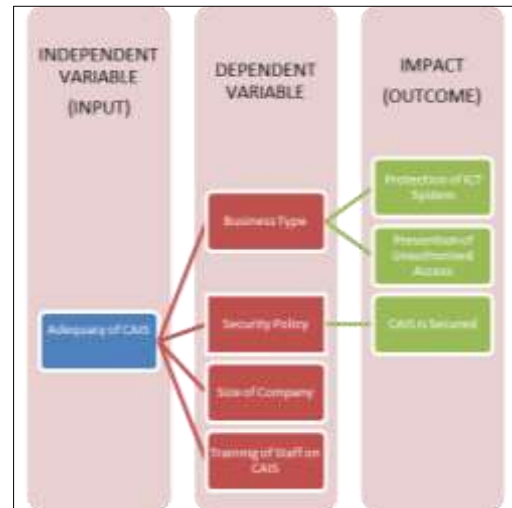 INDEPENDENT
VARIABLE
(INPUT)
DEPENDENT
VARIABLE
IMPACT
(OUTCOME)
Adequacy of CAIS
Business Type
Security Policy
Size of Company
Training of Staff on
CAIS
Protection of ICT
System
Prevention of
Unauthorised
Access
CAIS is Secured